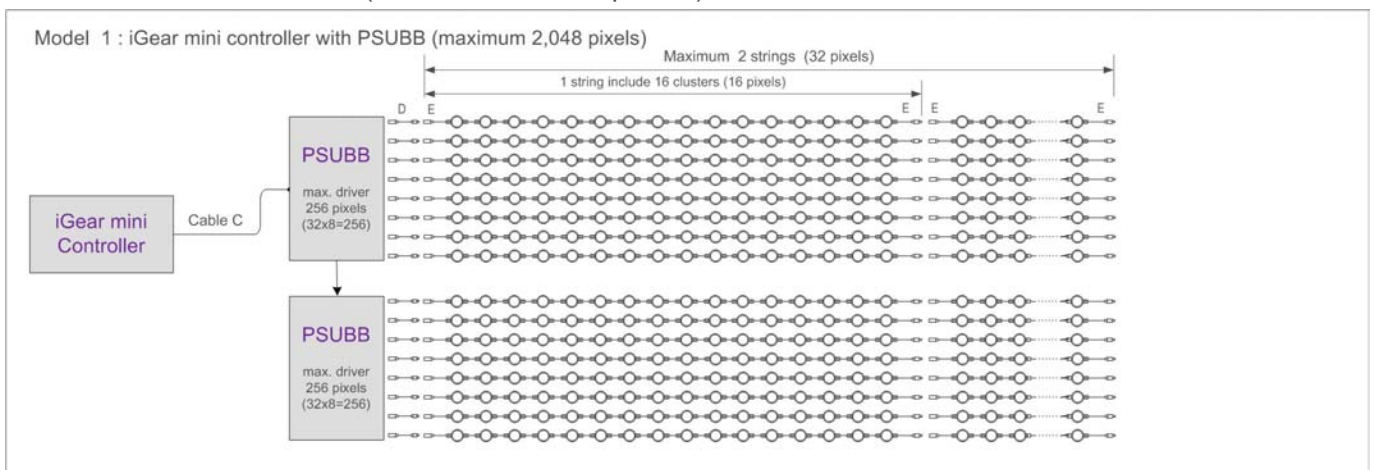 Model 1 : iGear mini controller with PSUBB (maximum 2,048 pixels)
Maximum 2 strings (32 pixels)
1 string include 16 clusters (16 pixels)
D E E E E
PSUBB
max. driver
256 pixels
(32x8=256)
iGear mini
Controller
Cable C
PSUBB
max. driver
256 pixels
(32x8=256)